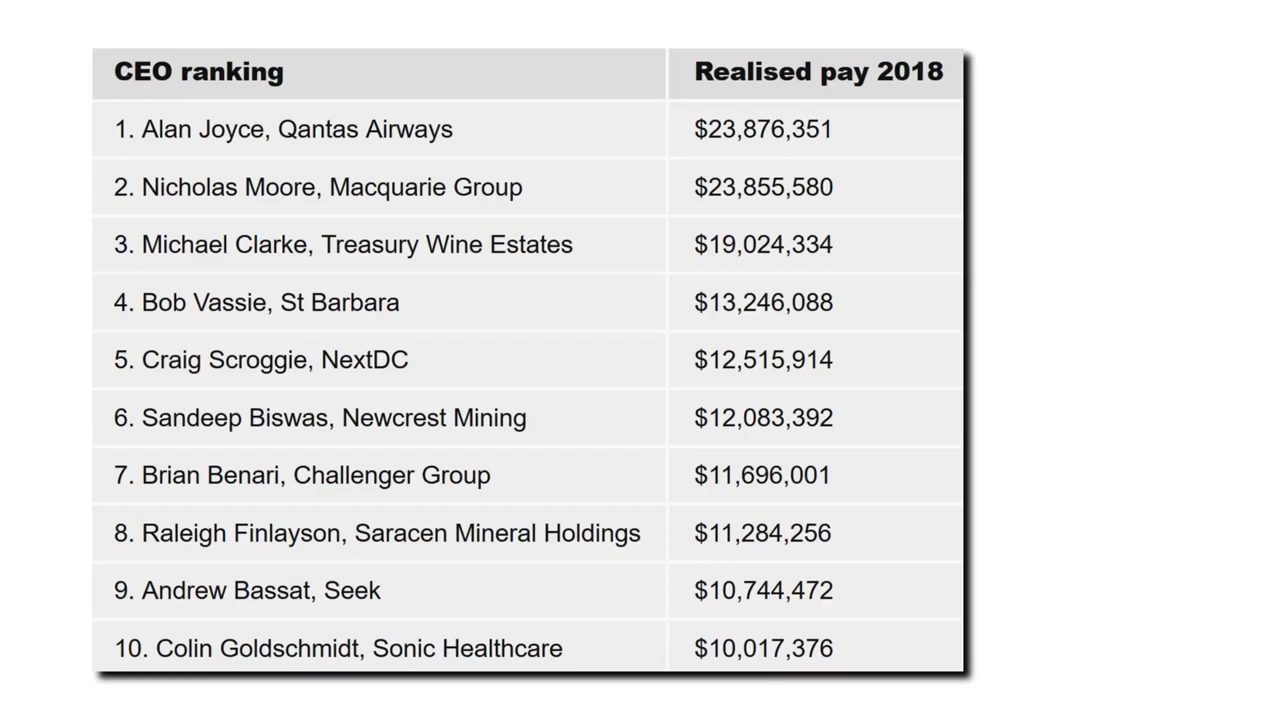 CEO ranking Realised pay 2018
1. Alan Joyce, Qantas Airways $23,876,351
2. Nicholas Moore, Macquarie Group $23,855,580
3. Michael Clarke, Treasury Wine Estates $19,024,334
4. Bob Vassie, St Barbara $13,246,088
5. Craig Scroggie, NextDC $12,515,914
6. Sandeep Biswas, Newcrest Mining $12,083,392
7. Brian Benari, Challenger Group $11,696,001
8. Raleigh Finlayson, Saracen Mineral Holdings $11,284,256
9. Andrew Bassat, Seek $10,744,472
10. Colin Goldschmidt, Sonic Healthcare $10,017,376